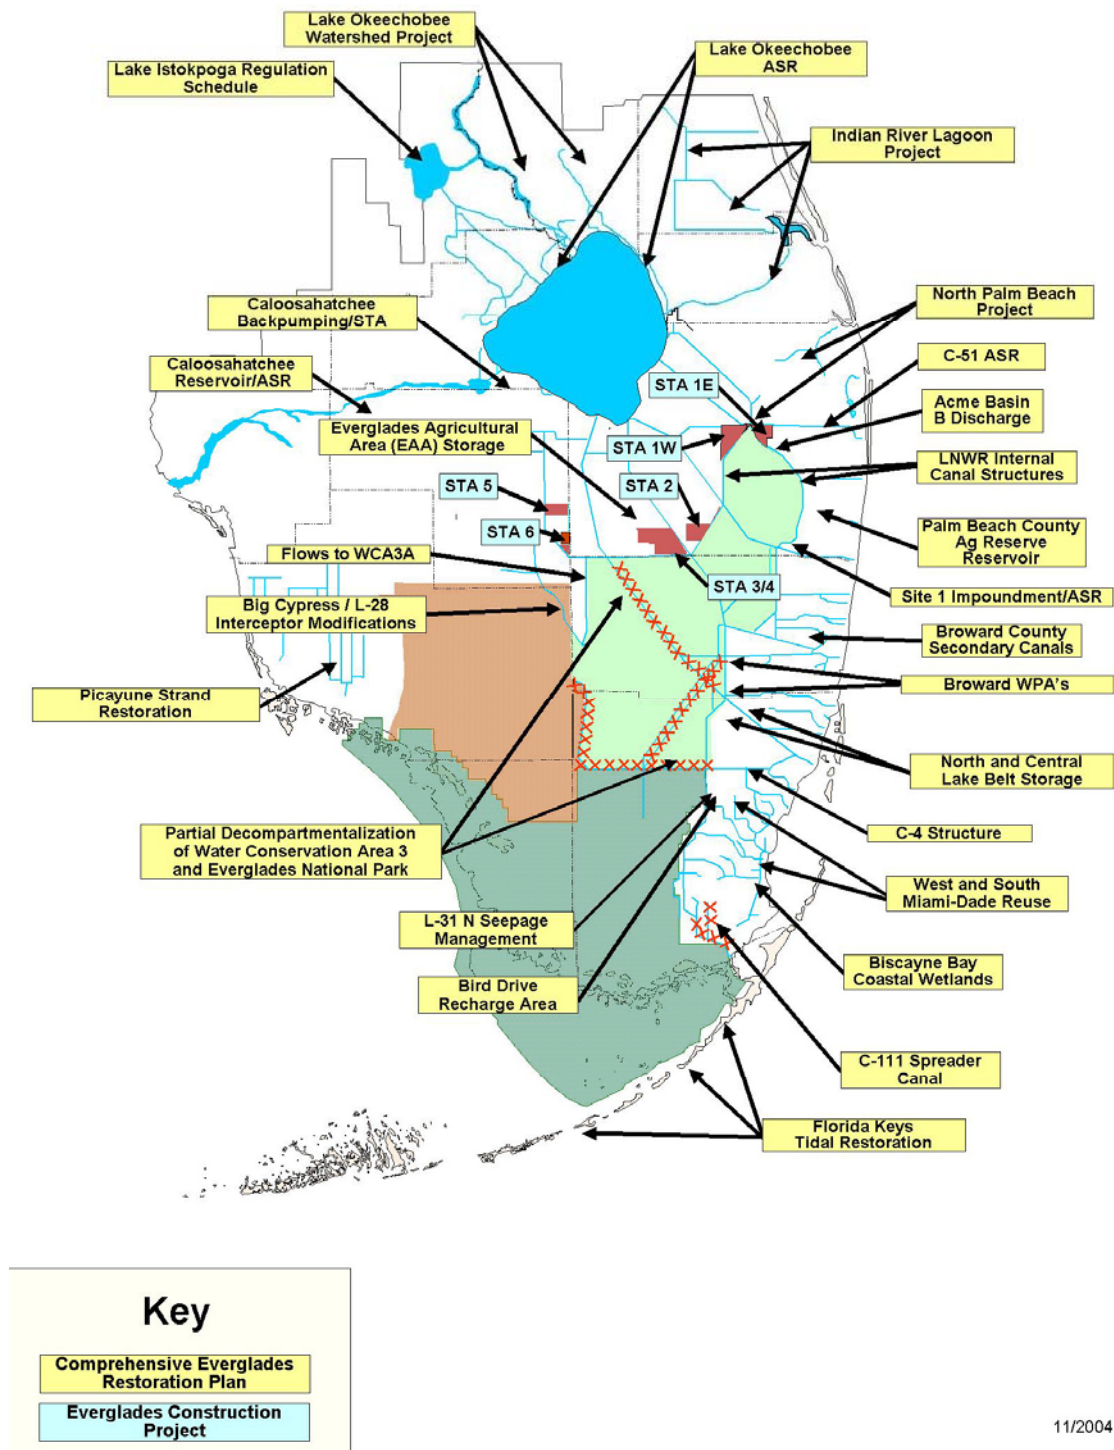 Lake Okeechobee
Watershed Project
Lake Okeechobee
ASR
Lake Istokpoga Regulation
Schedule
Indian River Lagoon
Project
Caloosahatchee
Backpumping/STA
North Palm Beach
Project
C-51 ASR
Caloosahatchee
Reservoir/ASR
STA 1E
Acme Basin
B Discharge
Everglades Agricultural
Area (EAA) Storage
STA 1W
LNWR Internal
Canal Structures
STA 5
STA 2
Palm Beach County
Ag Reserve
Reservoir
STA 6
Flows to WCA3A
STA 3/4
Site 1 Impoundment/ASR
Big Cypress / L-28
Interceptor Modifications
Broward County
Secondary Canals
Broward WPA's
Picayune Strand
Restoration
North and Central
Lake Belt Storage
C-4 Structure
Partial Decompartmentalization
of Water Conservation Area 3
and Everglades National Park
West and South
Miami-Dade Reuse
L-31 N Seepage
Management
Biscayne Bay
Coastal Wetlands
Bird Drive
Recharge Area
C-111 Spreader
Canal
Florida Keys
Tidal Restoration
Key
Comprehensive Everglades
Restoration Plan
Everglades Construction
Project
11/2004